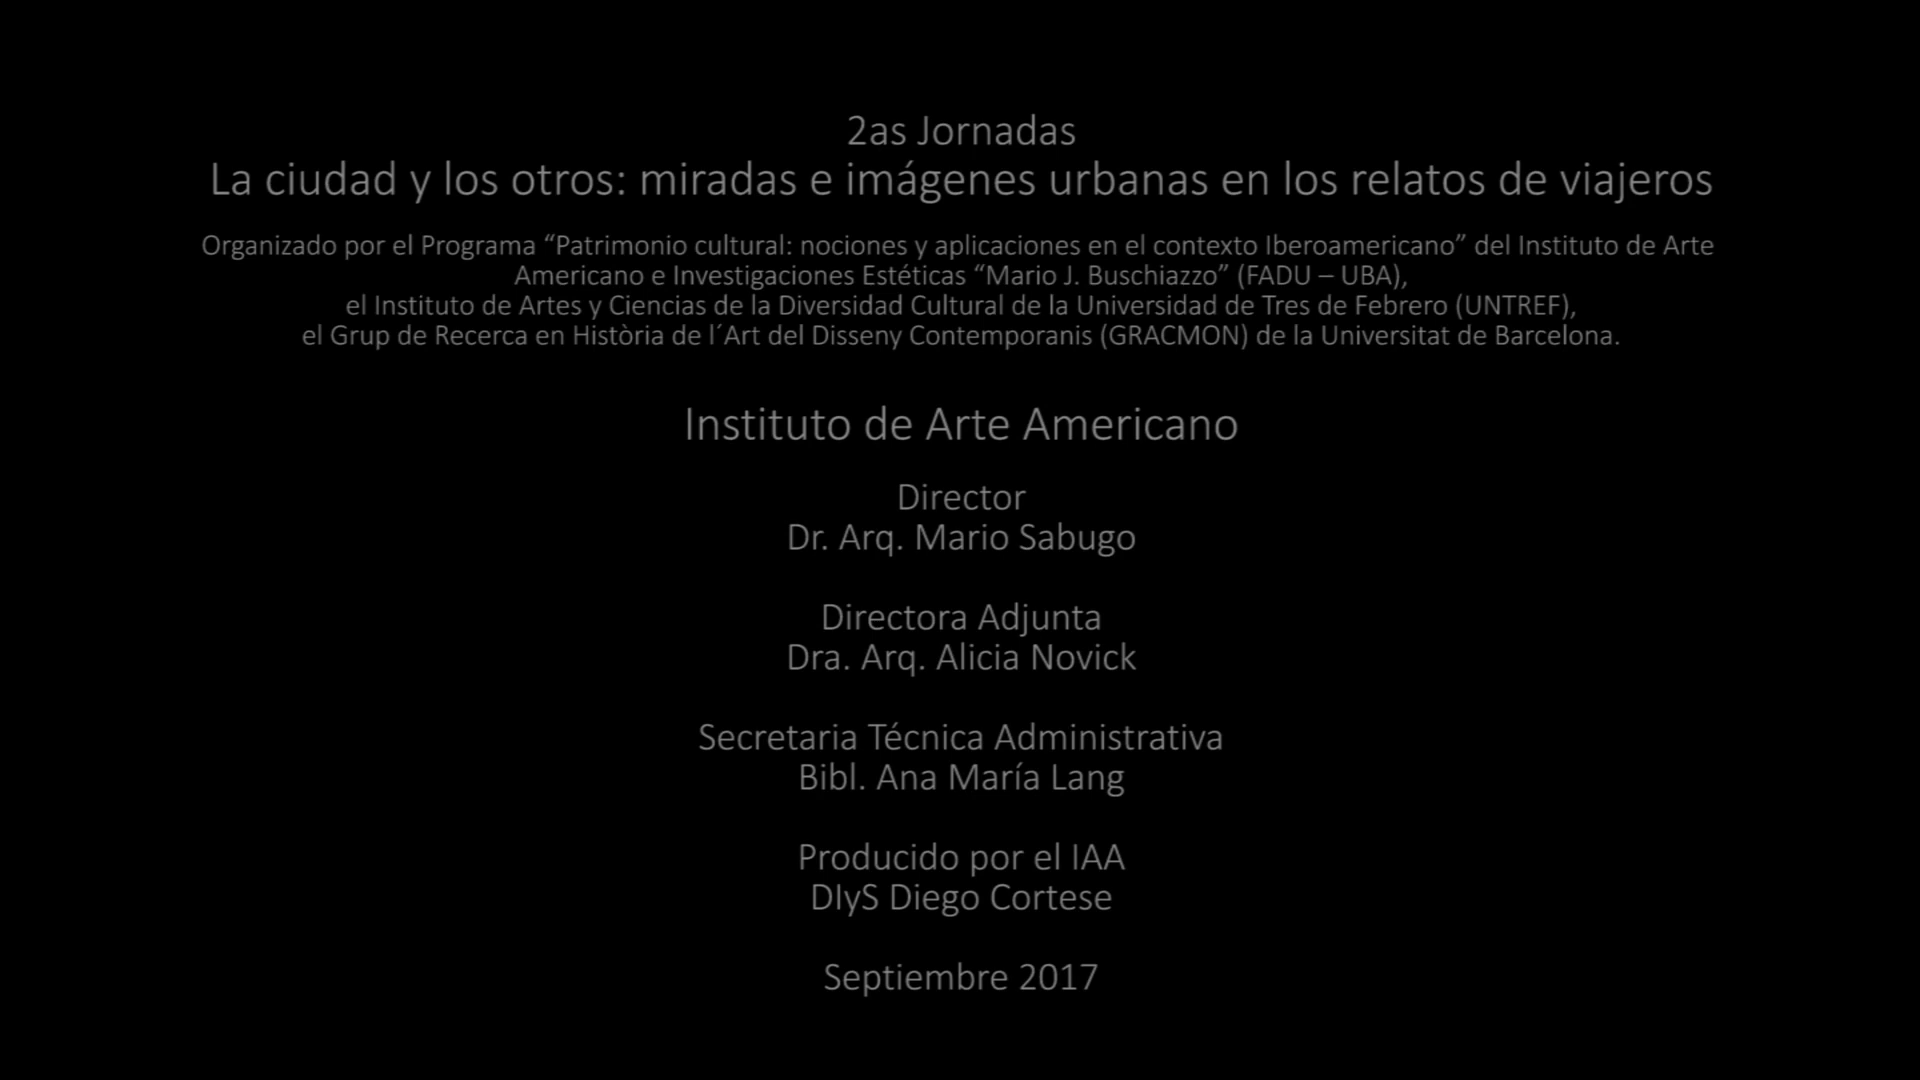 2as Jornadas
La ciudad y los otros: miradas e imágenes urbanas en los relatos de viajeros
Organizado por el Programa “Patrimonio cultural: nociones y aplicaciones en el contexto Iberoamericano” del Instituto de Arte
Americano e Investigaciones Estéticas “Mario J. Buschiazzo” (FADU – UBA),
el Instituto de Artes y Ciencias de la Diversidad Cultural de la Universidad de Tres de Febrero (UNTREF),
el Grup de Recerca en Història de l´Art del Disseny Contemporanis (GRACMON) de la Universitat de Barcelona.
Instituto de Arte Americano
Director
Dr. Arq. Mario Sabugo
Directora Adjunta
Dra. Arq. Alicia Novick
Secretaria Técnica Administrativa
Bibl. Ana María Lang
Producido por el IAA
DIyS Diego Cortese
Septiembre 2017